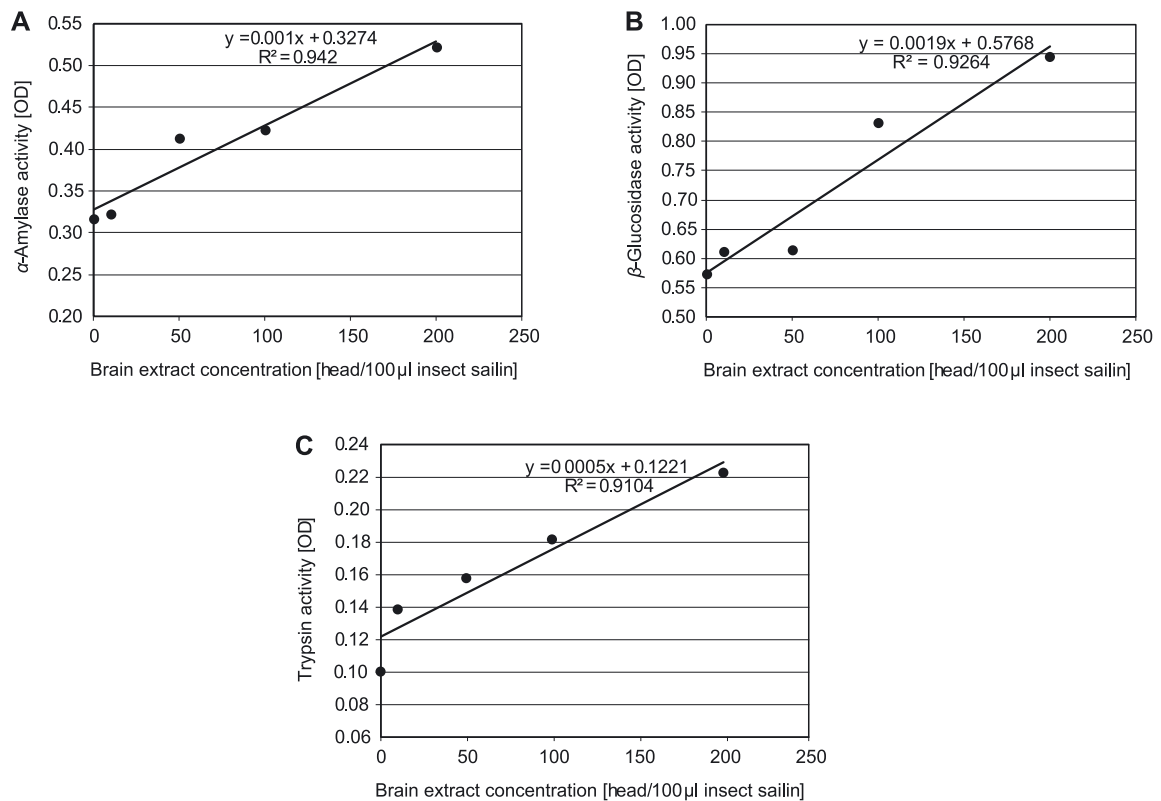 A
y =0.001x + 0.3274
R² = 0.942
α-Amylase activity [OD]
0.55
0.50
0.45
0.40
0.35
0.30
0.25
0.20
0 50 100 150 200 250
Brain extract concentration [head/100 µl insect sailin]
B
y = 0.0019x + 0.5768
R² = 0.9264
β-Glucosidase activity [OD]
1.00
0.95
0.90
0.80
0.85
0.75
0.70
0.65
0.60
0.55
0.50
0 50 100 150 200 250
Brain extract concentration [head/100 µl insect sailin]
C
y =0 0005x + 0.1221
R² = 0.9104
Trypsin activity [OD]
0.24
0.22
0.20
0.18
0.16
0.14
0.12
0.10
0.08
0.06
0 50 100 150 200 250
Brain extract concentration [head/100 µl insect sailin]